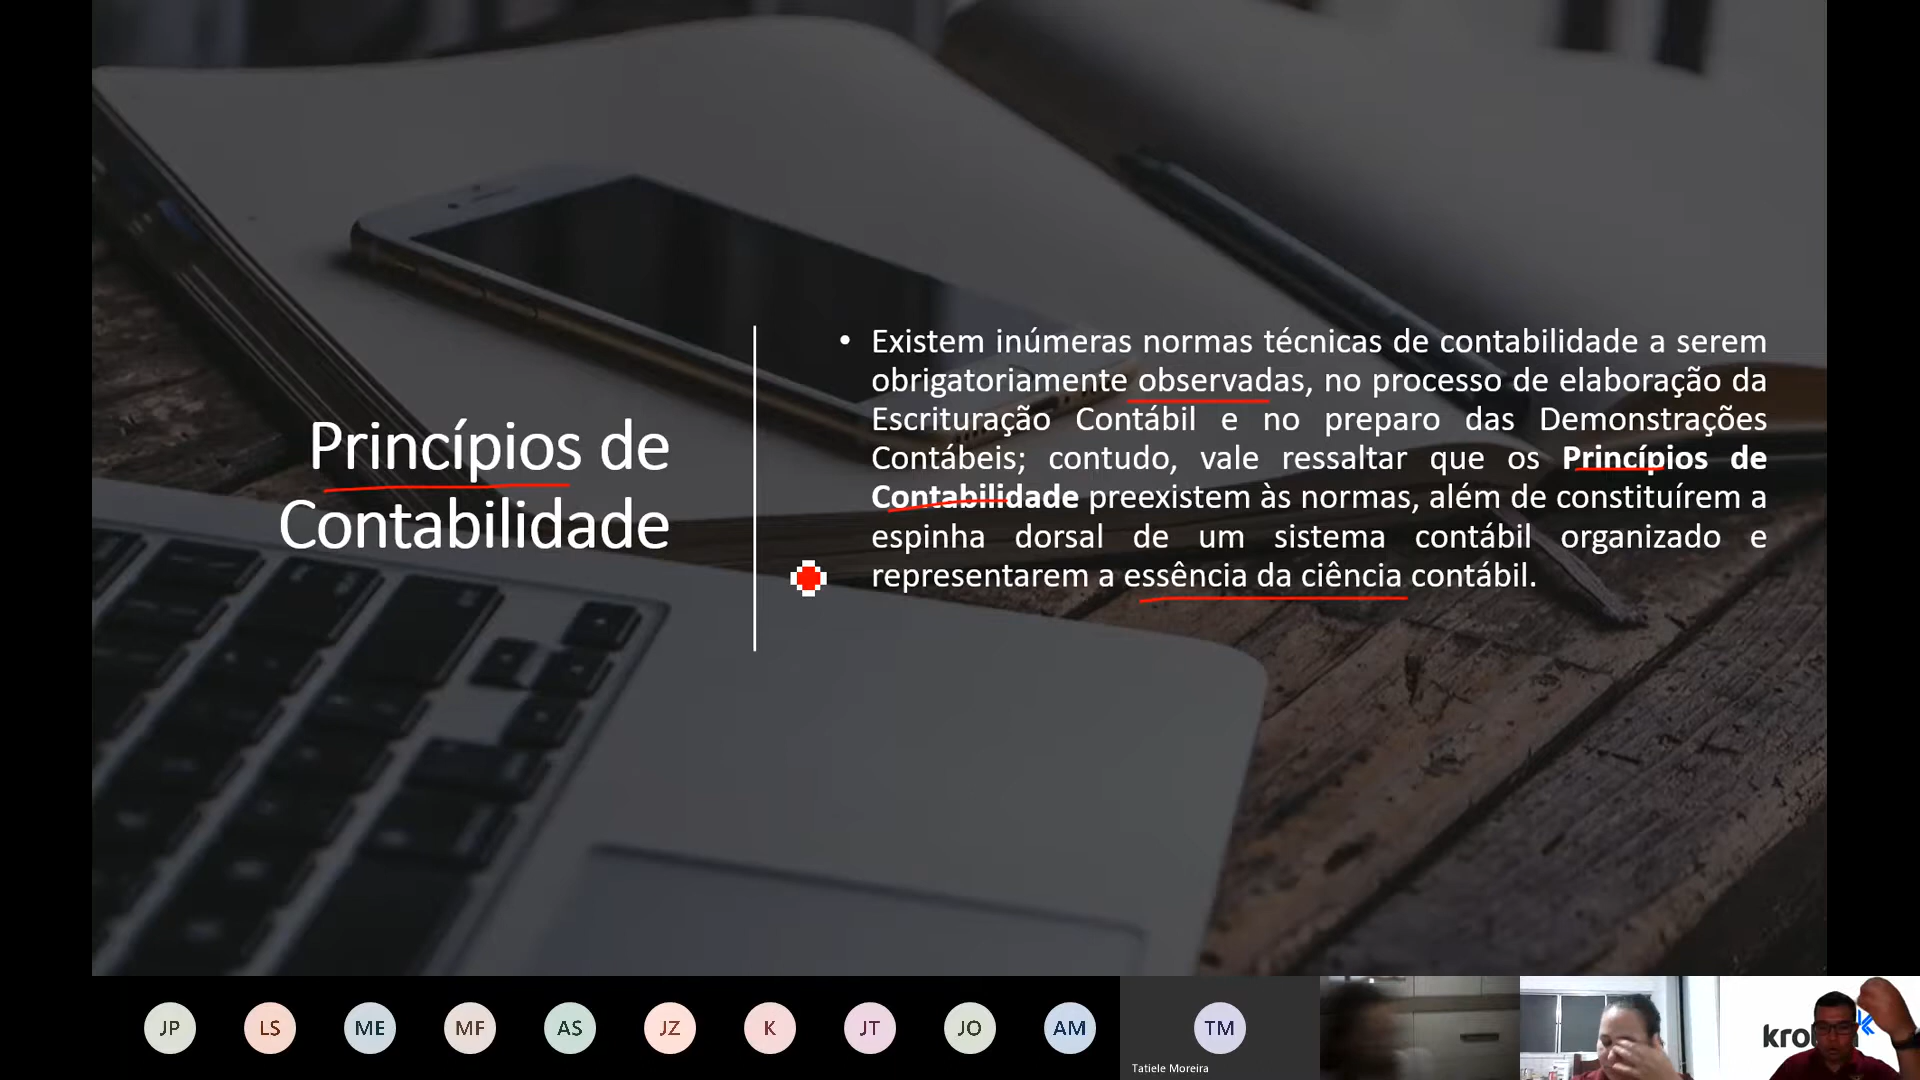 Princípios de
Contabilidade
• Existem inúmeras normas técnicas de contabilidade a serem
obrigatoriamente observadas, no processo de elaboração da
Escrituração Contábil e no preparo das Demonstrações
Contábeis; contudo, vale ressaltar que os Princípios de
Contabilidade preexistem às normas, além de constituírem a
espinha dorsal de um sistema contábil organizado e
representarem a essência da ciência contábil.
JP
LS
ME
MF
AS
JZ
K
JT
JO
AM
TM
Tatiele Moreira